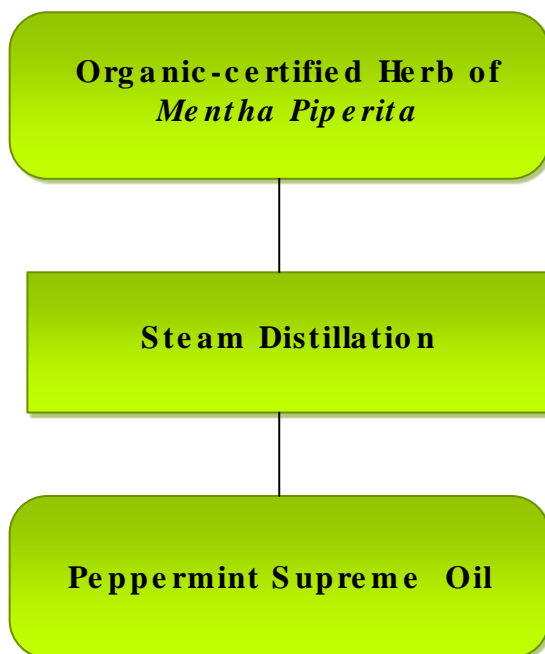 Organic-certified Herb of
Mentha Piperita
Steam Distillation
Peppermint Supreme Oil